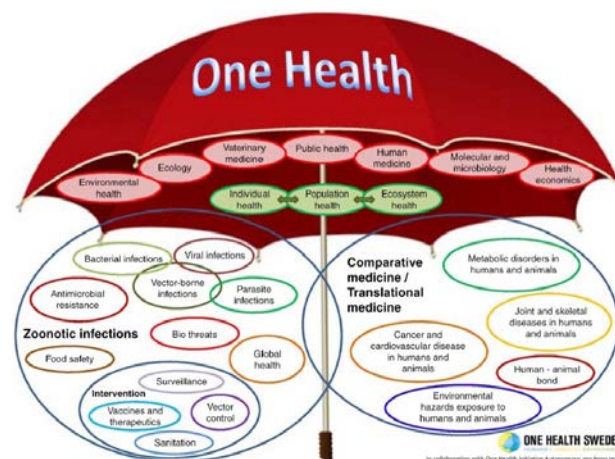 One Health
Public health
Veterinary
medicine
Human
medicine
Ecology
Molecular and
microbiology
Environmental
health
Health
economics
Individual
health
Population
health
Ecosystem
health
Bacterial infections
Viral infections
Vector-borne
infections
Parasite
infections
Antimicrobial
resistance
Zoonotic infections
Bio threats
Food safety
Global
health
Surveillance
Intervention
Vaccines and
therapeutics
Vector
control
Sanitation
Comparative
medicine /
Translational
medicine
Metabolic disorders in
humans and animals
Joint and skeletal
diseases in humans
and animals
Cancer and
cardiovascular disease
in humans and
animals
Human - animal
bond
Environmental
hazards exposure to
humans and animals
ONE HEALTH SWEDE